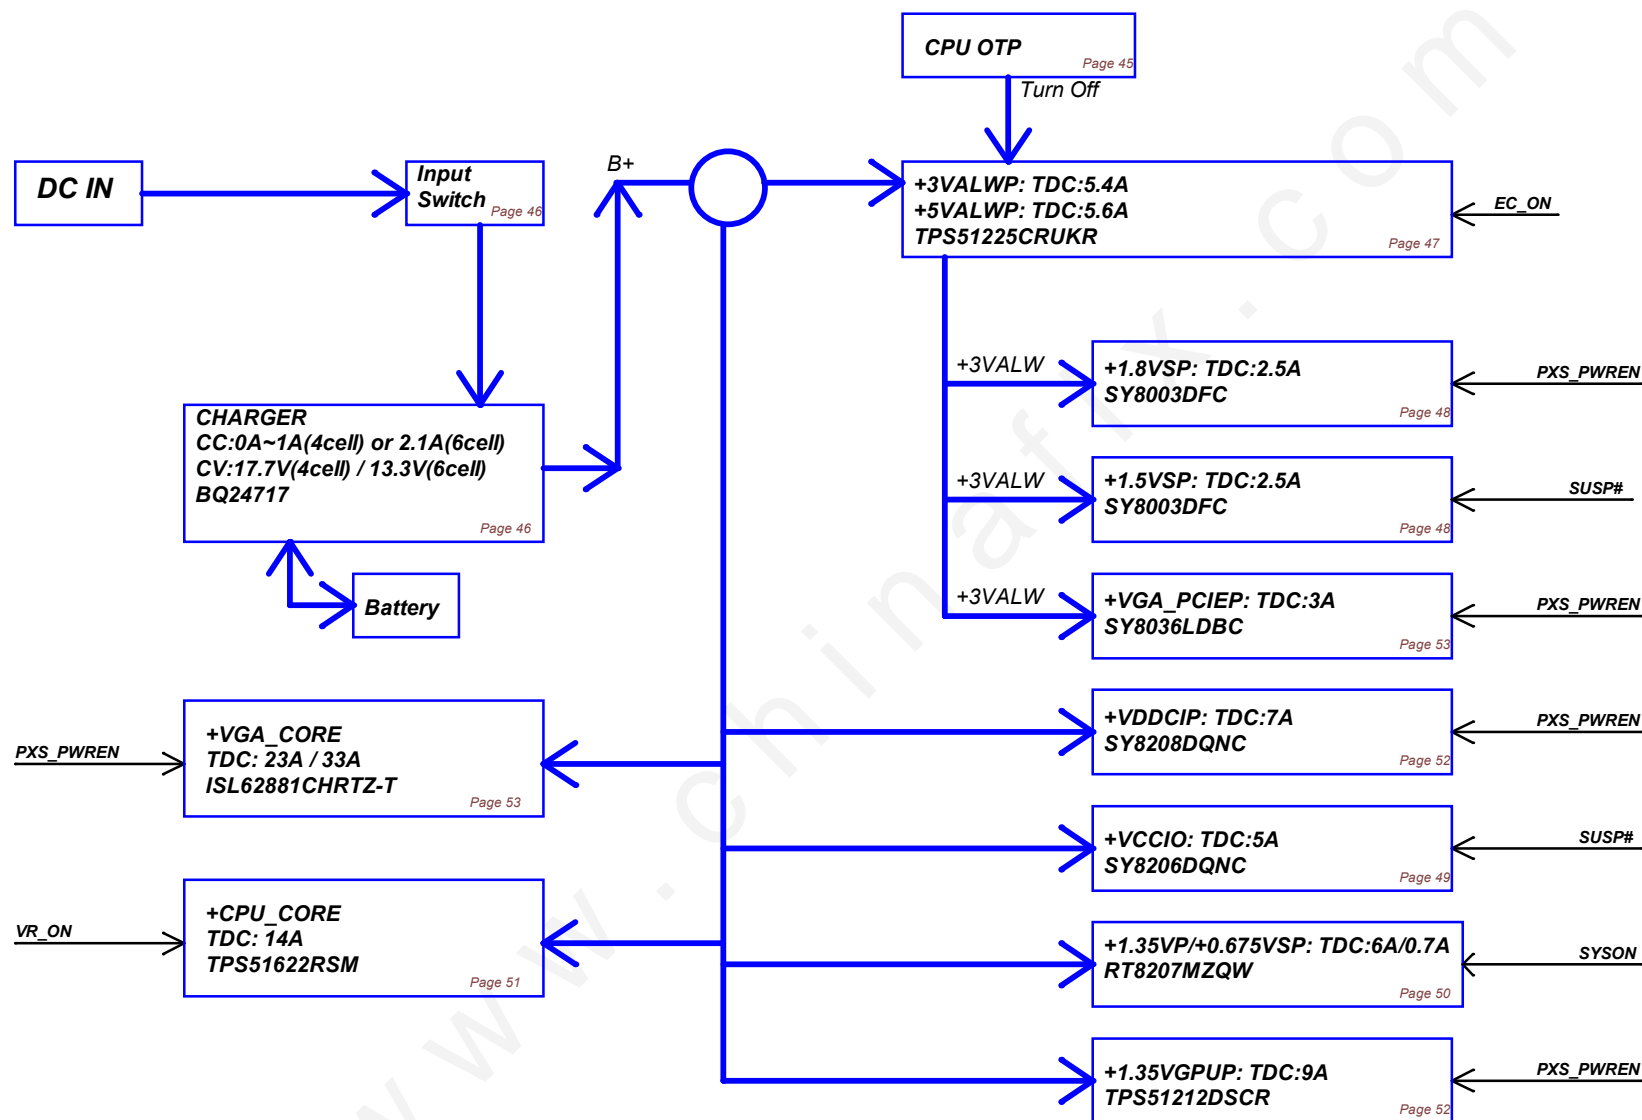 CPU OTP
Page 45
Turn Off
DC IN
Input
Switch
Page 46
B+
+3VALWP: TDC:5.4A
+5VALWP: TDC:5.6A
TPS51225CRUKR
Page 47
EC_ON
+3VALW
+1.8VSP: TDC:2.5A
SY8003DFC
Page 48
PXS_PWREN
CHARGER
CC:0A~1A(4cell) or 2.1A(6cell)
CV:17.7V(4cell) / 13.3V(6cell)
BQ24717
Page 46
+3VALW
+1.5VSP: TDC:2.5A
SY8003DFC
Page 48
SUSP#
Battery
+3VALW
+VGA_PCIEP: TDC:3A
SY8036LDBC
Page 53
PXS_PWREN
PXS_PWREN
+VGA_CORE
TDC: 23A / 33A
ISL62881CHRTZ-T
Page 53
+VDDCIP: TDC:7A
SY8208DQNC
Page 52
PXS_PWREN
+VCCIO: TDC:5A
SY8206DQNC
Page 49
SUSP#
VR_ON
+CPU_CORE
TDC: 14A
TPS51622RSM
Page 51
+1.35VP/+0.675VSP: TDC:6A/0.7A
RT8207MZQW
Page 50
SYSON
+1.35VGPUP: TDC:9A
TPS51212DSCR
Page 52
PXS_PWREN
www.chinafix.com